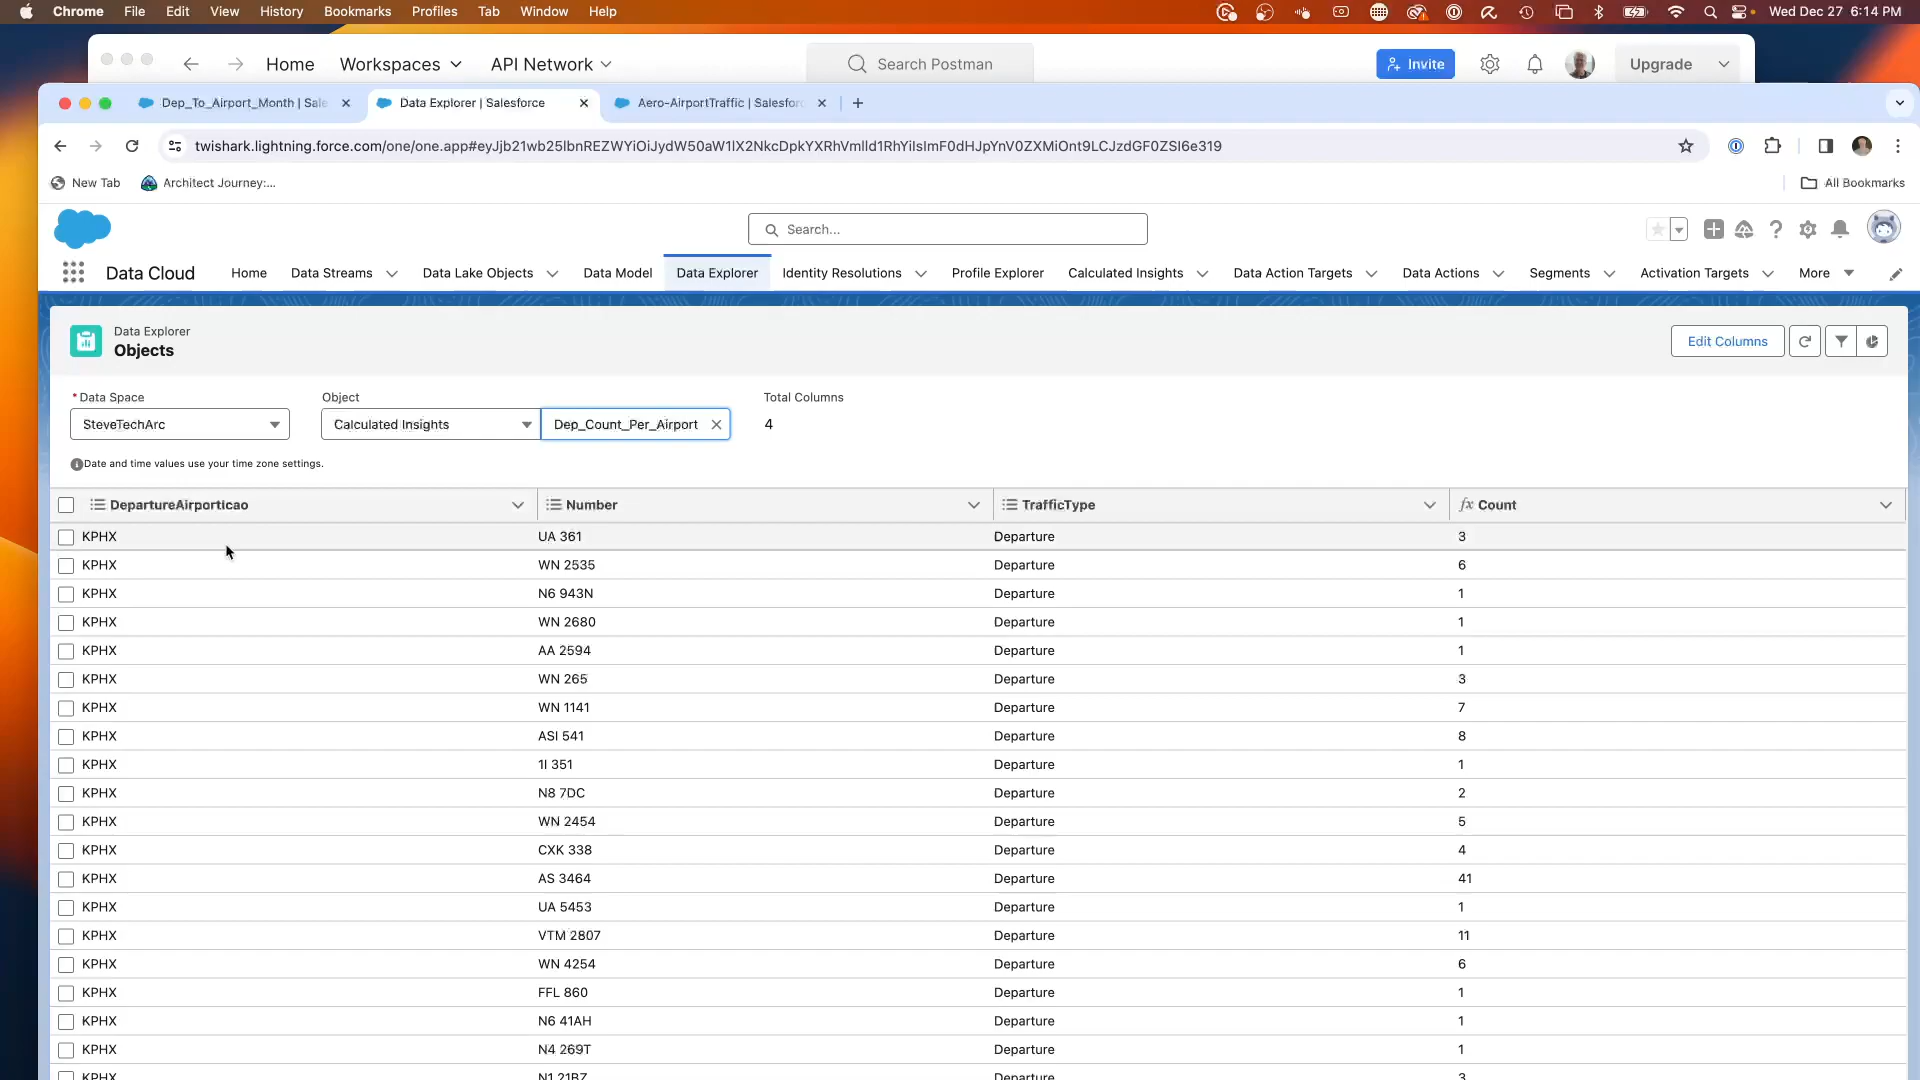 Chrome File Edit View History Bookmarks Profiles Tab Window Help Wed Dec 27 6:14 PM
Home Workspaces API Network Search Postman Invite Upgrade
Dep_To_Airport_Month | Sale Data Explorer | Salesforce Aero-AirportTraffic | Salesforc
twishark.lightning.force.com/one/one.app#eyJjb21wb25lbnREZWYiOiJydW50aW1lX2NkcDpkYXRhVmlld1RhYiIsImF0dHJpYnV0ZXMiOnt9LCJzdGF0ZSI6e319
New Tab Architect Journey:... All Bookmarks
Search...
Data Cloud Home Data Streams Data Lake Objects Data Model Data Explorer Identity Resolutions Profile Explorer Calculated Insights Data Action Targets Data Actions Segments Activation Targets More
Data Explorer
Objects
Edit Columns
* Data Space Object Total Columns
SteveTechArc Calculated Insights Dep_Count_Per_Airport 4
Date and time values use your time zone settings.
DepartureAirporticao Number TrafficType fx Count
KPHX UA 361 Departure 3
KPHX WN 2535 Departure 6
KPHX N6 943N Departure 1
KPHX WN 2680 Departure 1
KPHX AA 2594 Departure 1
KPHX WN 265 Departure 3
KPHX WN 1141 Departure 7
KPHX ASI 541 Departure 8
KPHX 1I 351 Departure 1
KPHX N8 7DC Departure 2
KPHX WN 2454 Departure 5
KPHX CXK 338 Departure 4
KPHX AS 3464 Departure 41
KPHX UA 5453 Departure 1
KPHX VTM 2807 Departure 11
KPHX WN 4254 Departure 6
KPHX FFL 860 Departure 1
KPHX N6 41AH Departure 1
KPHX N4 269T Departure 1
KPHX N1 21BZ Departure 3